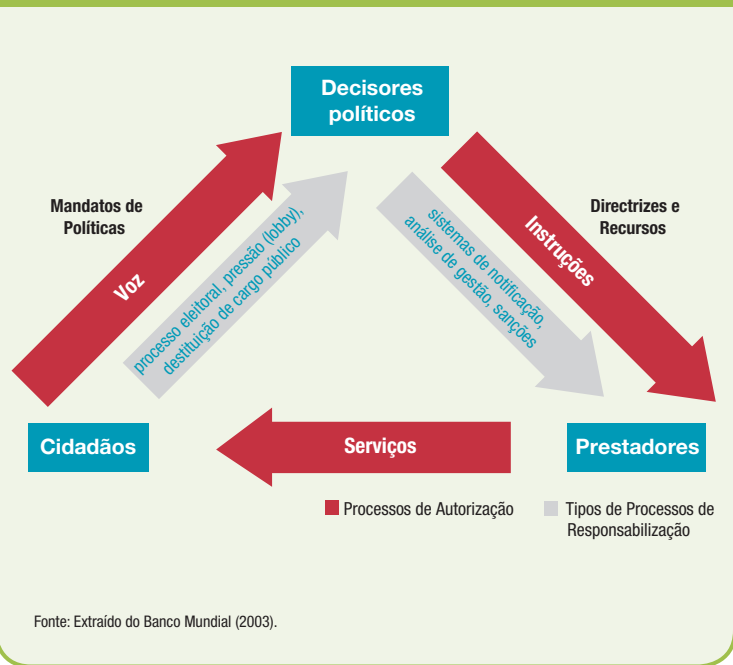 Decisores
políticos
Mandatos de
Políticas
Voz
processo eleitoral, pressão (lobby),
destituição de cargo público
sistemas de notificação,
análise de gestão, sanções
Instruções
Directrizes e
Recursos
Cidadãos
Serviços
Prestadores
Processos de Autorização
Tipos de Processos de
Responsabilização
Fonte: Extraído do Banco Mundial (2003).